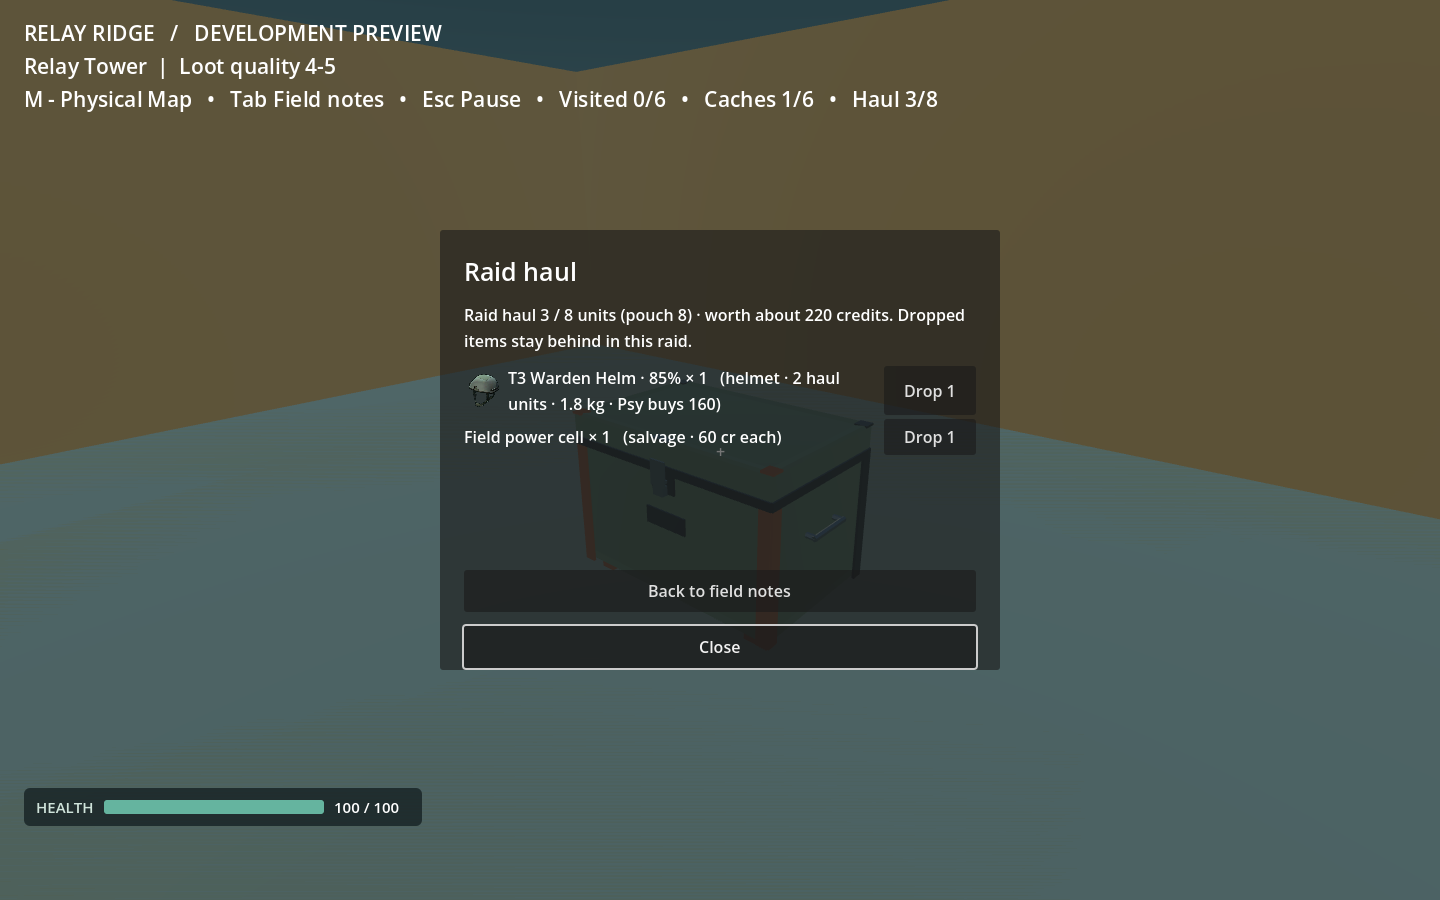 RELAY RIDGE / DEVELOPMENT PREVIEW
Relay Tower | Loot quality 4-5
M - Physical Map • Tab Field notes • Esc Pause • Visited 0/6 • Caches 1/6 • Haul 3/8
Raid haul
Raid haul 3 / 8 units (pouch 8) · worth about 220 credits. Dropped
items stay behind in this raid.
T3 Warden Helm · 85% × 1 (helmet · 2 haul
units · 1.8 kg · Psy buys 160)
Drop 1
Field power cell × 1 (salvage · 60 cr each)
Drop 1
Back to field notes
Close
HEALTH 100 / 100